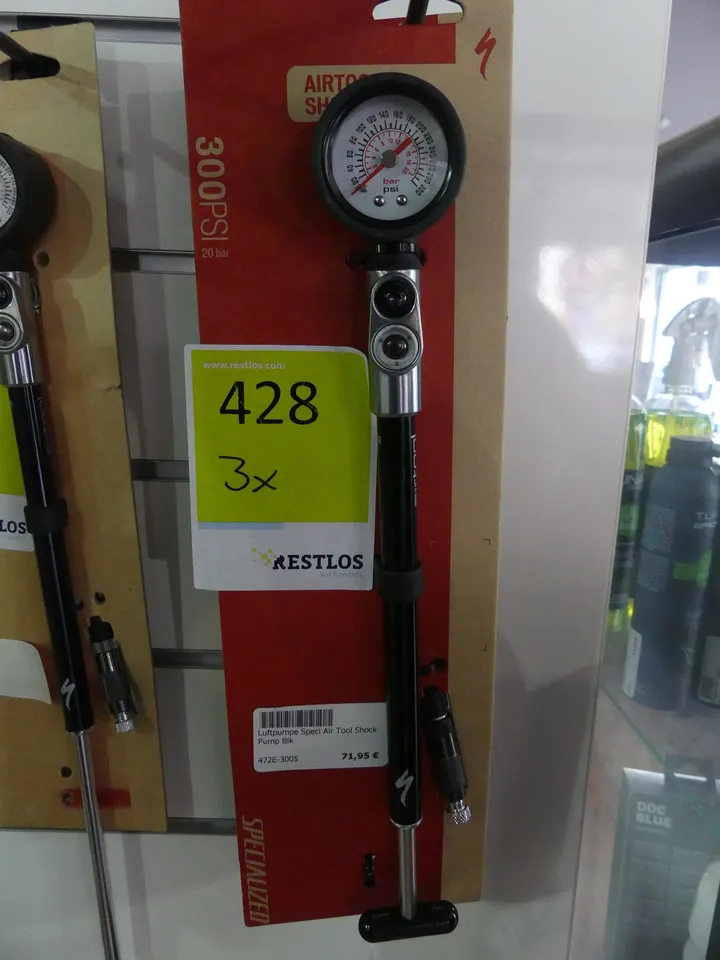 AIRTOO
SH
300PSI
20 bar
bar
psi
www.restlos.com
428
3x
RESTLOS
LOS
Luftpumpe Speci Air Tool Shock
Pump Blk
472E-3005 71,95 €
SPECIALIZED
DOC
BLUE